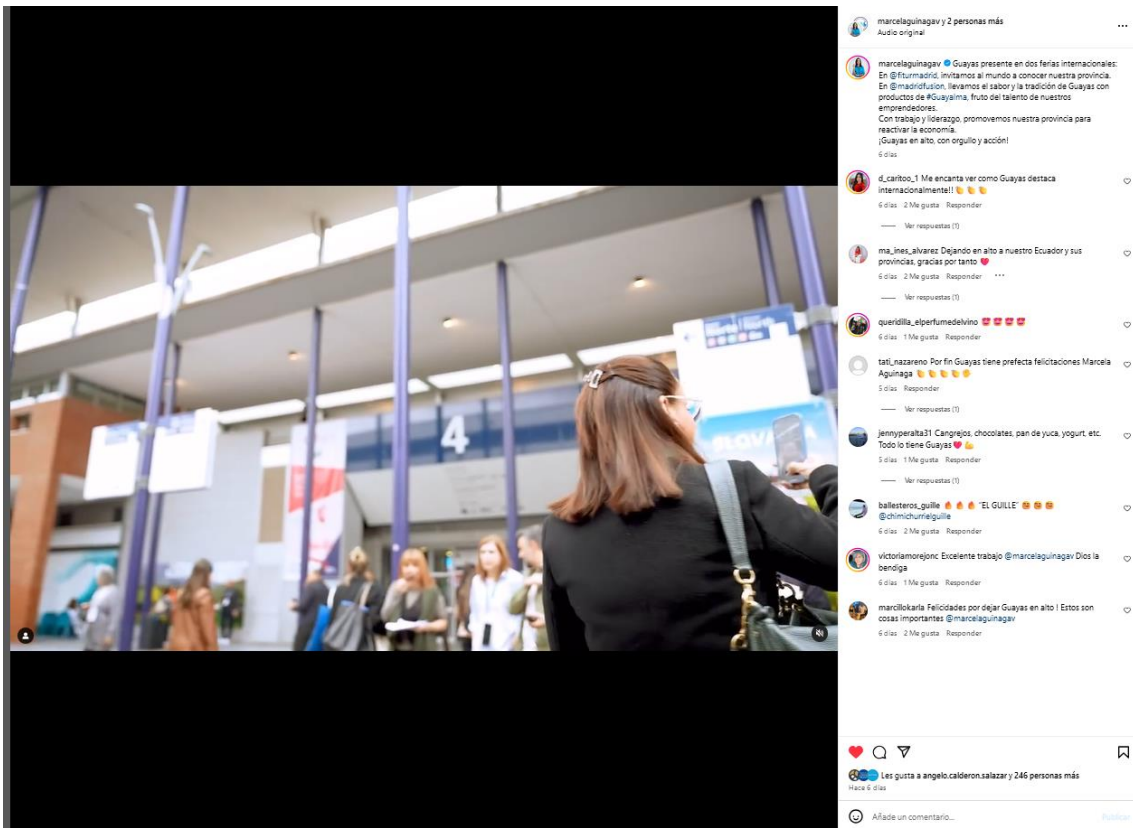 marcelaguinagav y 2 personas más
Audio original
marcelaguinagav Guayas presente en dos ferias internacionales:
En @fiturmadrid, invitamos al mundo a conocer nuestra provincia.
En @madridfusion, llevamos el sabor y la tradición de Guayas con
productos de #Guayaima, fruto del talento de nuestros
emprendedores.
Con trabajo y liderazgo, promovemos nuestra provincia para
reactivar la economía.
¡Guayas en alto, con orgullo y acción!
6 días
d_caritoo_1 Me encanta ver como Guayas destaca
internacionalmente!! 👏 👏 👏
6 días 2 Me gusta Responder
Ver respuestas (1)
ma_ines_alvarez Dejando en alto a nuestro Ecuador y sus
provincias, gracias por tanto ❤️
6 días 2 Me gusta Responder
Ver respuestas (1)
queridilla_elperfumedelvino
6 días 1 Me gusta Responder
tati_nazareno Por fin Guayas tiene prefecta felicitaciones Marcela
Aguinaga 👏 👏 👏 👏 👏
5 días Responder
Ver respuestas (1)
jennyperalta31 Cangrejos, chocolates, pan de yuca, yogurt, etc.
Todo lo tiene Guayas ❤️ 💪
5 días 1 Me gusta Responder
Ver respuestas (1)
ballesteros_guille 🔥 🔥 🔥 "EL GUILLE"
@chimichurrielguille
6 días 2 Me gusta Responder
victoriamorejonc Excelente trabajo @marcelaguinagav Dios la
bendiga
6 días 1 Me gusta Responder
marcillokarla Felicidades por dejar Guayas en alto ! Estos son
cosas importantes @marcelaguinagav
6 días 2 Me gusta Responder
Les gusta a angelo.calderon.salazar y 246 personas más
Hace 6 días
Añade un comentario...
Publicar
4
Norte North
SLOVA